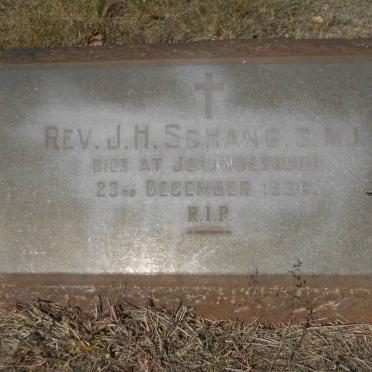 REV. J. H. SCHANG, O.M.I.
DIED AT JOHANNESBURG
23RD DECEMBER
R.I.P.